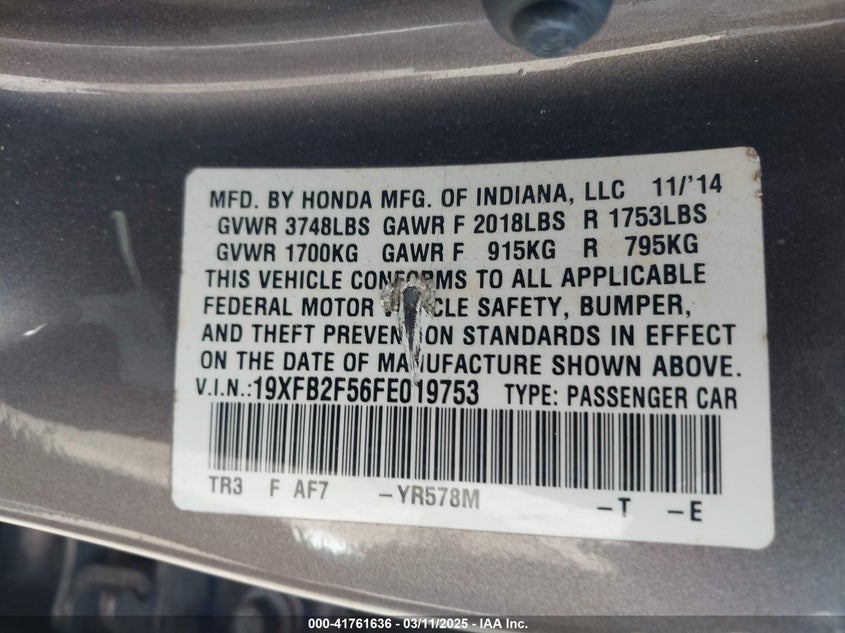 MFD. BY HONDA MFG. OF INDIANA, LLC 11/'14
GVWR 3748LBS GAWR F 2018LBS R 1753LBS
GVWR 1700KG GAWR F 915KG R 795KG
THIS VEHICLE CONFORMS TO ALL APPLICABLE
FEDERAL MOTOR VEHICLE SAFETY, BUMPER,
AND THEFT PREVENTION STANDARDS IN EFFECT
ON THE DATE OF MANUFACTURE SHOWN ABOVE.
V.I.N.:19XFB2F56FE019753 TYPE: PASSENGER CAR
TR3 F AF7 -YR578M -T -E
000-41761636 - 03/11/2025 - IAA Inc.